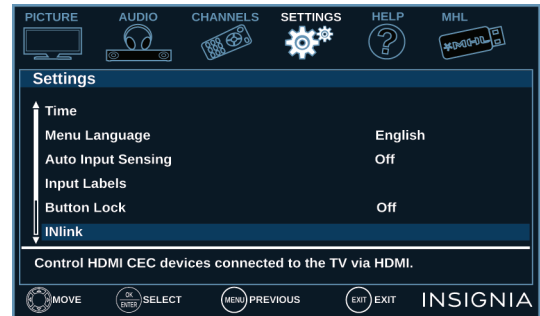 PICTURE AUDIO CHANNELS SETTINGS HELP MHL
MHL
Settings
Time
Menu Language English
Auto Input Sensing Off
Input Labels
Button Lock Off
INlink
Control HDMI CEC devices connected to the TV via HDMI.
MOVE OK ENTER SELECT MENU PREVIOUS EXIT EXIT INSIGNIA